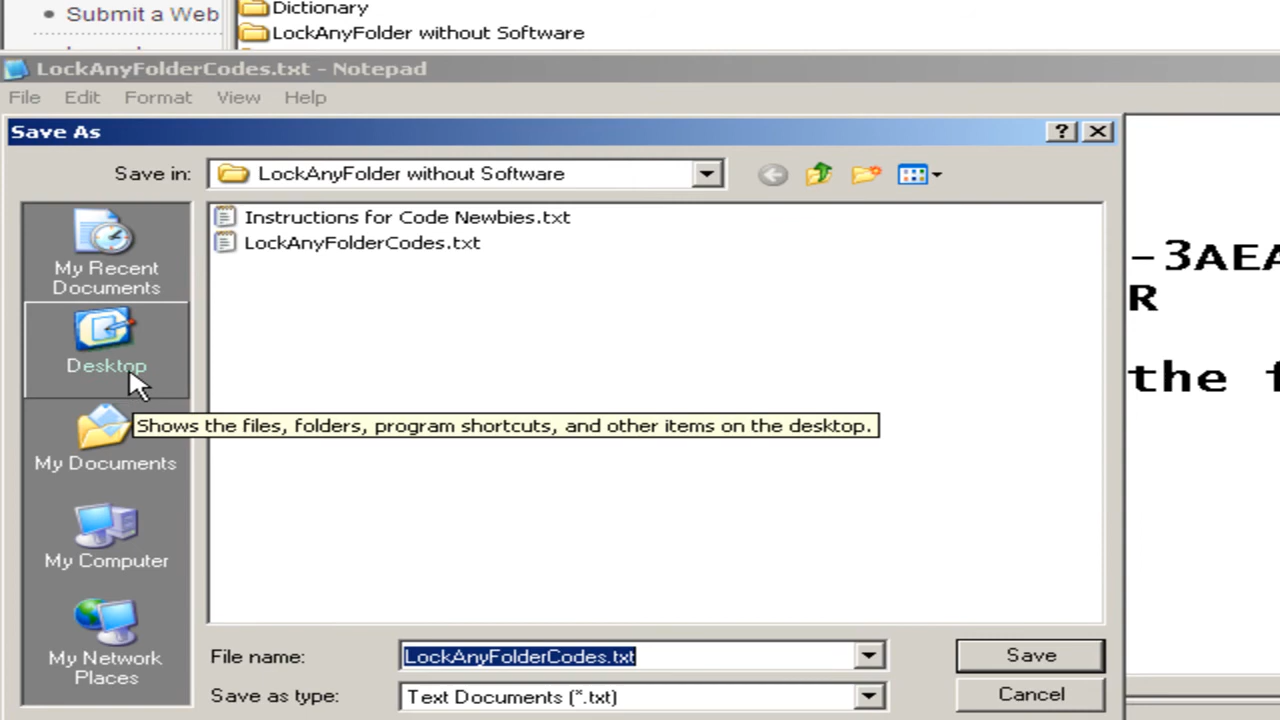 Submit a Web
Dictionary
LockAnyFolder without Software
LockAnyFolderCodes.txt - Notepad
File Edit Format View Help
Save As
Save in: LockAnyFolder without Software
My Recent Documents
Desktop
My Documents
My Computer
My Network Places
Instructions for Code Newbies.txt
LockAnyFolderCodes.txt
Shows the files, folders, program shortcuts, and other items on the desktop.
-3AEA
R
the f
File name: LockAnyFolderCodes.txt
Save
Save as type: Text Documents (*.txt)
Cancel